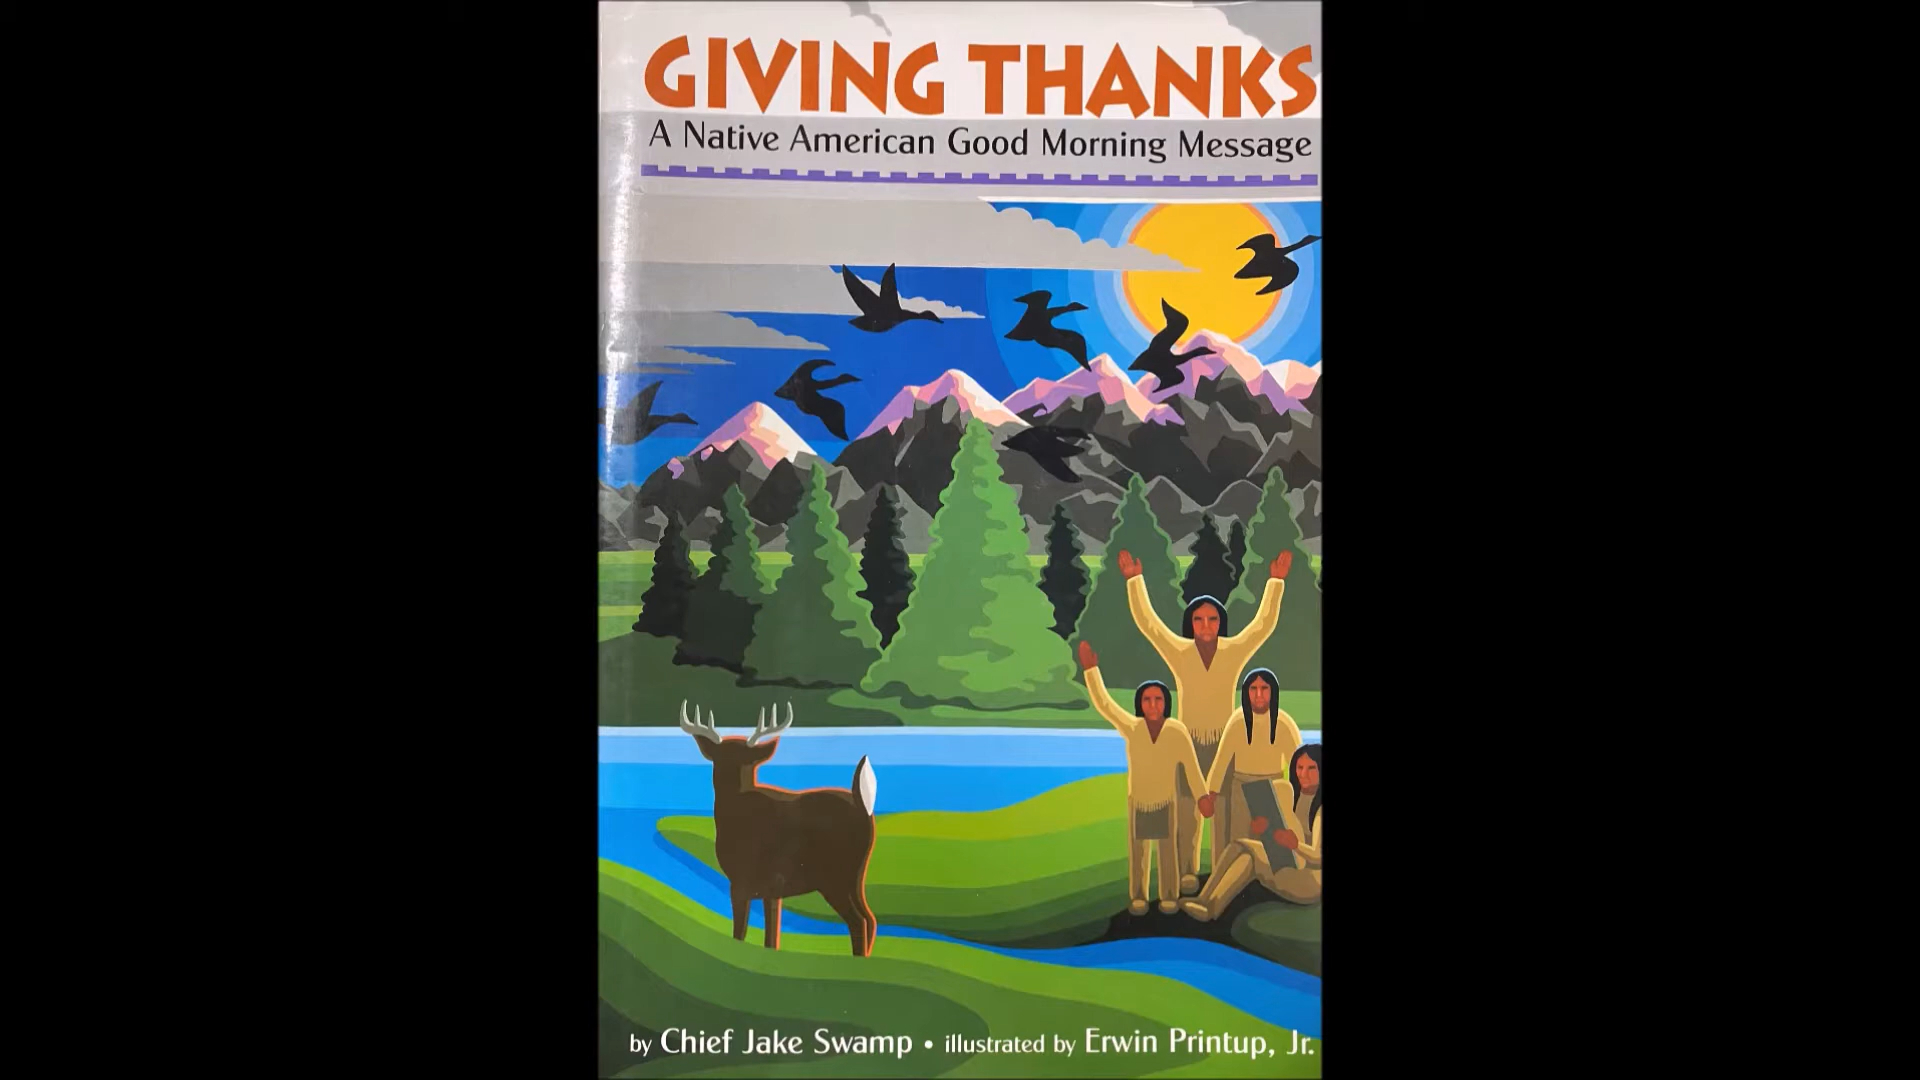 GIVING THANKS
A Native American Good Morning Message
by Chief Jake Swamp • illustrated by Erwin Printup, Jr.